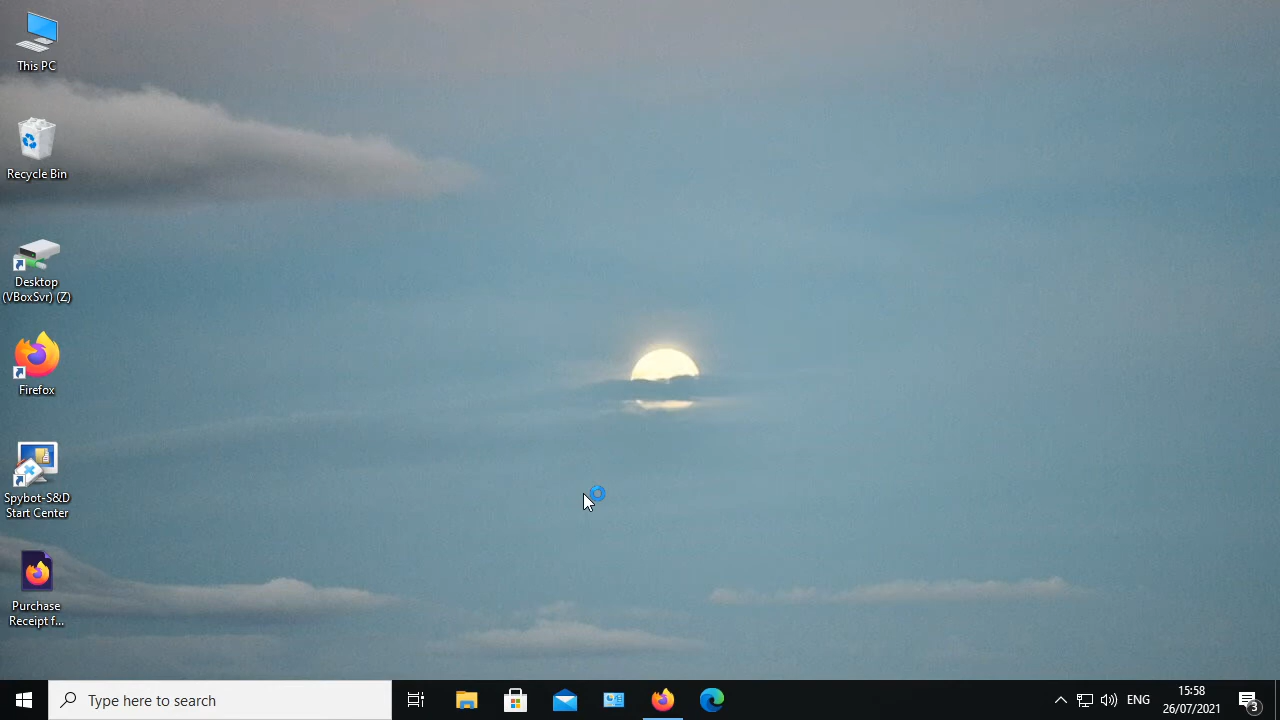 This PC
Recycle Bin
Desktop
(VBoxSvr) (Z)
Firefox
Spybot-S&D
Start Center
Purchase
Receipt f...
Type here to search
ENG
15:58
26/07/2021
3